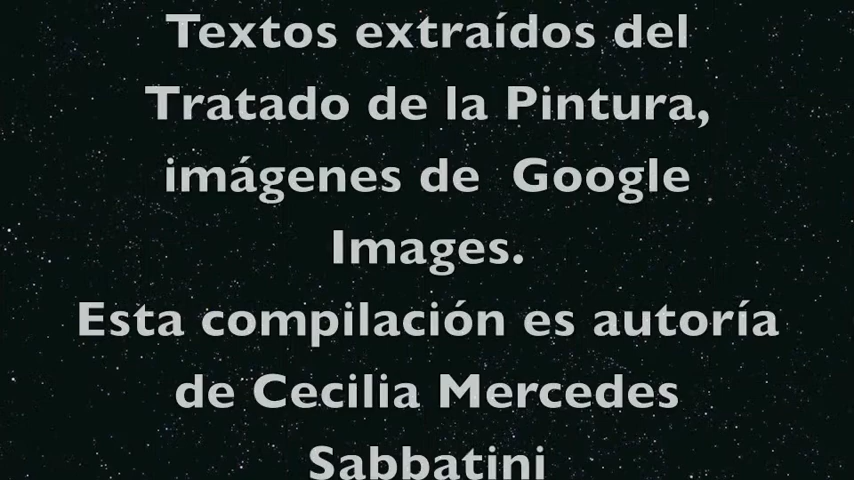 Textos extraídos del
Tratado de la Pintura,
imágenes de  Google
Images.
Esta compilación es autoría
de Cecilia Mercedes
Sabbatini